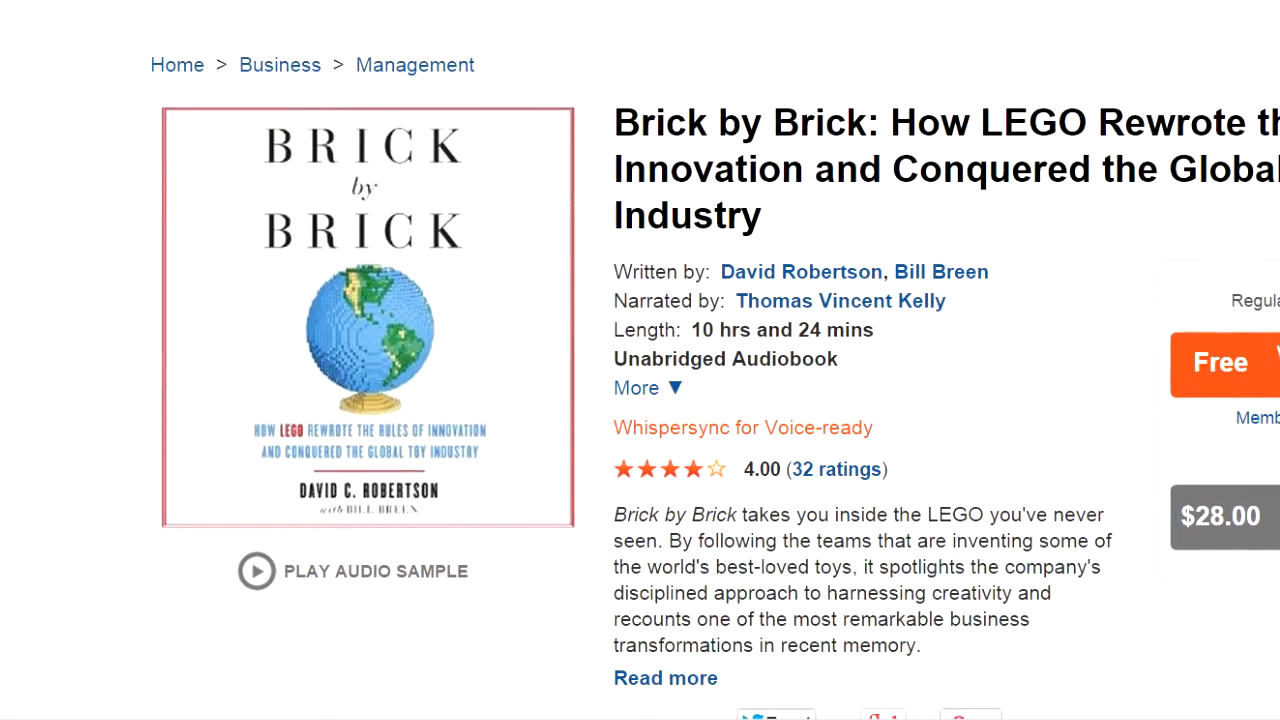 Home > Business > Management
BRICK
by
BRICK
HOW LEGO REWROTE THE RULES OF INNOVATION
AND CONQUERED THE GLOBAL TOY INDUSTRY
DAVID C. ROBERTSON
with BILL BREEN
PLAY AUDIO SAMPLE
Brick by Brick: How LEGO Rewrote th
Innovation and Conquered the Global
Industry
Written by: David Robertson, Bill Breen
Narrated by: Thomas Vincent Kelly
Length: 10 hrs and 24 mins
Unabridged Audiobook
More ▼
Whispersync for Voice-ready
4.00 (32 ratings)
Brick by Brick takes you inside the LEGO you've never
seen. By following the teams that are inventing some of
the world's best-loved toys, it spotlights the company's
disciplined approach to harnessing creativity and
recounts one of the most remarkable business
transformations in recent memory.
Read more
Regula
Free
Memb
$28.00